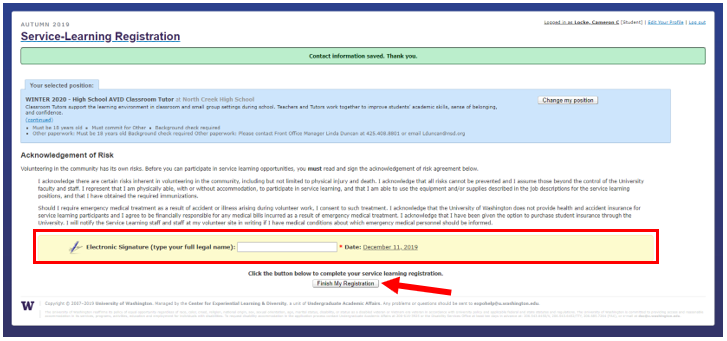 AUTUMN 2019
Logged in as Locke, Cameron C [Student] | Edit Your Profile | Log out
Service-Learning Registration
Contact information saved. Thank you.
Your selected position:
WINTER 2020 - High School AVID Classroom Tutor at North Creek High School
Change my position
Classroom Tutors support the learning environment in classroom and small group settings during school. Teachers and Tutors work together to improve students' academic skills, sense of belonging,
and confidence.
(continued)
• Must be 18 years old • Must commit for Other • Background check required
• Other paperwork: Must be 18 years old Background check required Other paperwork: Please contact Front Office Manager Linda Duncan at 425.408.8801 or email LDuncan@nsd.org
Acknowledgement of Risk
Volunteering in the community has its own risks. Before you can participate in service learning opportunities, you must read and sign the acknowledgement of risk agreement below.
I acknowledge there are certain risks inherent in volunteering in the community, including but not limited to physical injury and death. I acknowledge that all risks cannot be prevented and I assume those beyond the control of the University
faculty and staff. I represent that I am physically able, with or without accommodation, to participate in service learning, and that I am able to use the equipment and/or supplies described in the job descriptions for the service learning
positions, and that I have obtained the required immunizations.
Should I require emergency medical treatment as a result of accident or illness arising during volunteer work, I consent to such treatment. I acknowledge that the University of Washington does not provide health and accident insurance for
service learning participants and I agree to be financially responsible for any medical bills incurred as a result of emergency medical treatment. I acknowledge that I have been given the option to purchase student insurance through the
University. I will notify the Service Learning staff and staff at my volunteer site in writing if I have medical conditions about which emergency medical personnel should be informed.
Electronic Signature (type your full legal name): * Date: December 11, 2019
Click the button below to complete your service learning registration.
Finish My Registration
W Copyright © 2007-2019 University of Washington. Managed by the Center for Experiential Learning & Diversity, a unit of Undergraduate Academic Affairs. Any problems or questions should be sent to expohelp@u.washington.edu.